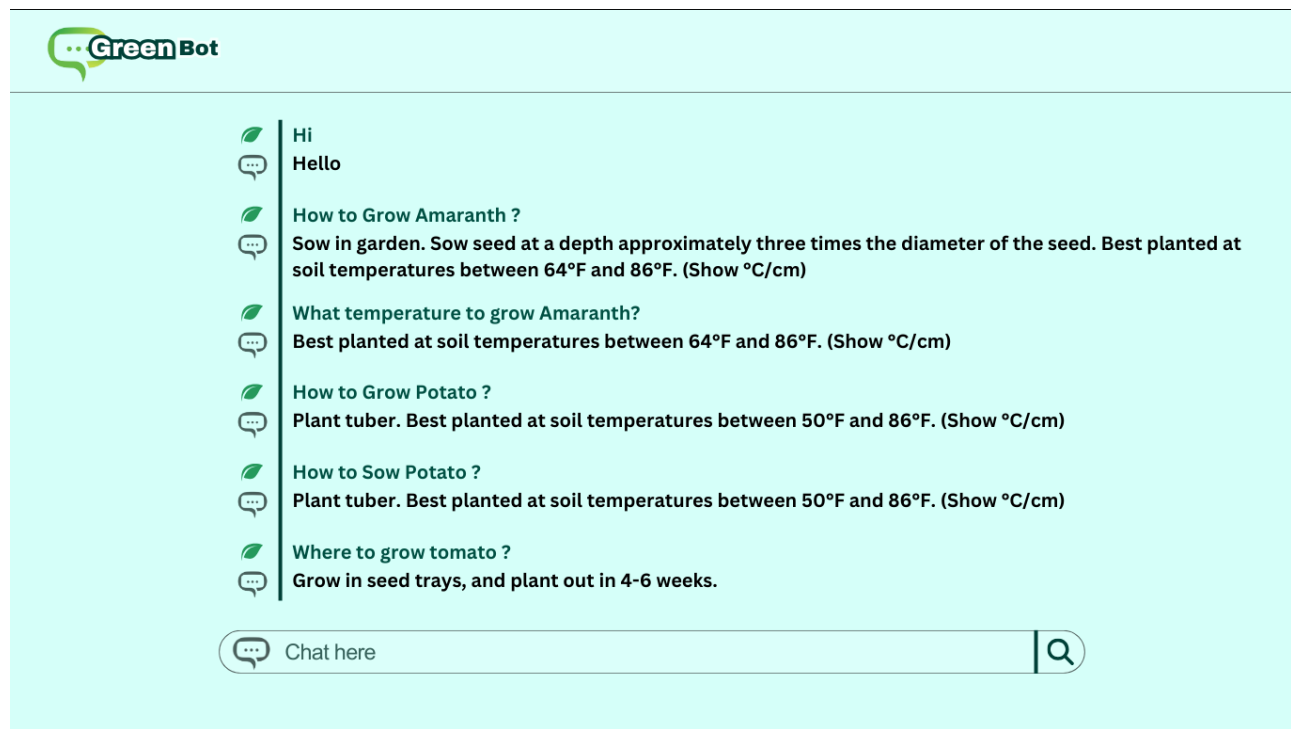 Green Bot
Hi
Hello
How to Grow Amaranth ?
Sow in garden. Sow seed at a depth approximately three times the diameter of the seed. Best planted at
soil temperatures between 64°F and 86°F. (Show °C/cm)
What temperature to grow Amaranth?
Best planted at soil temperatures between 64°F and 86°F. (Show °C/cm)
How to Grow Potato ?
Plant tuber. Best planted at soil temperatures between 50°F and 86°F. (Show °C/cm)
How to Sow Potato ?
Plant tuber. Best planted at soil temperatures between 50°F and 86°F. (Show °C/cm)
Where to grow tomato ?
Grow in seed trays, and plant out in 4-6 weeks.
Chat here